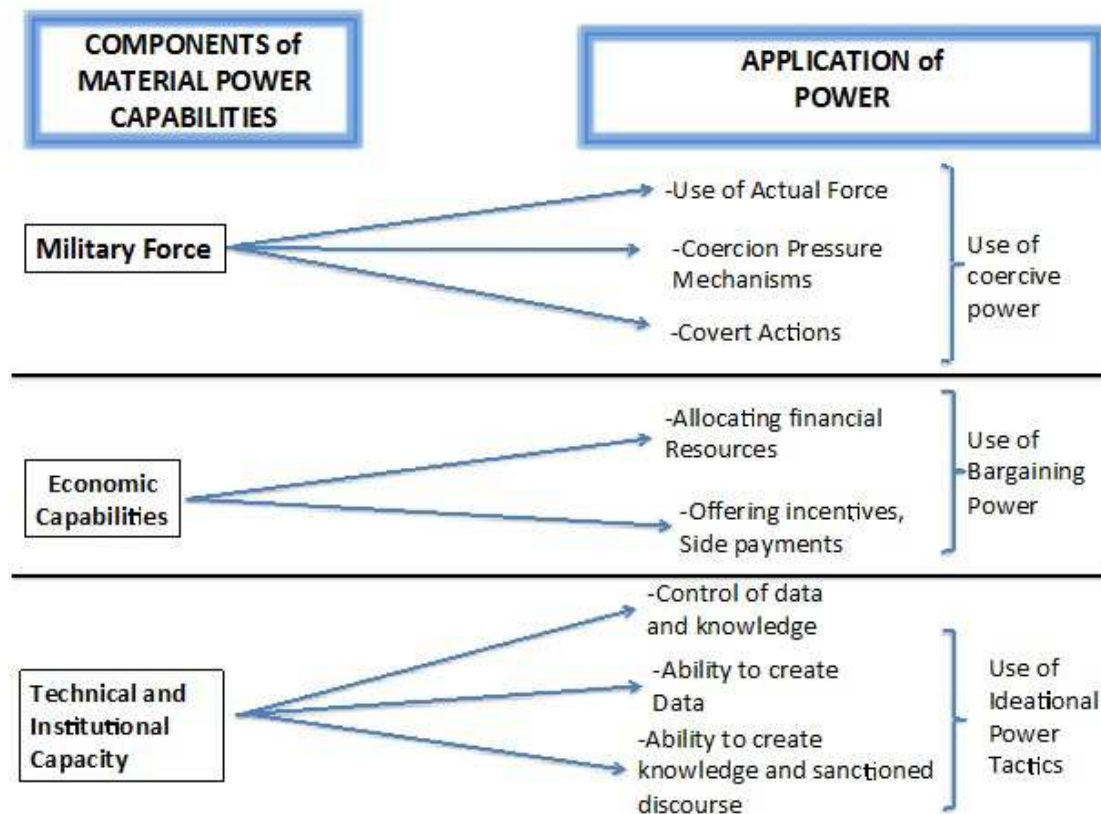 COMPONENTS of
MATERIAL POWER
CAPABILITIES
APPLICATION of
POWER
Military Force
-Use of Actual Force
-Coercion Pressure
Mechanisms
-Covert Actions
Use of
coercive
power
Economic
Capabilities
-Allocating financial
Resources
-Offering incentives,
Side payments
Use of
Bargaining
Power
Technical and
Institutional
Capacity
-Control of data
and knowledge
-Ability to create
Data
-Ability to create
knowledge and sanctioned
discourse
Use of
Ideational
Power
Tactics